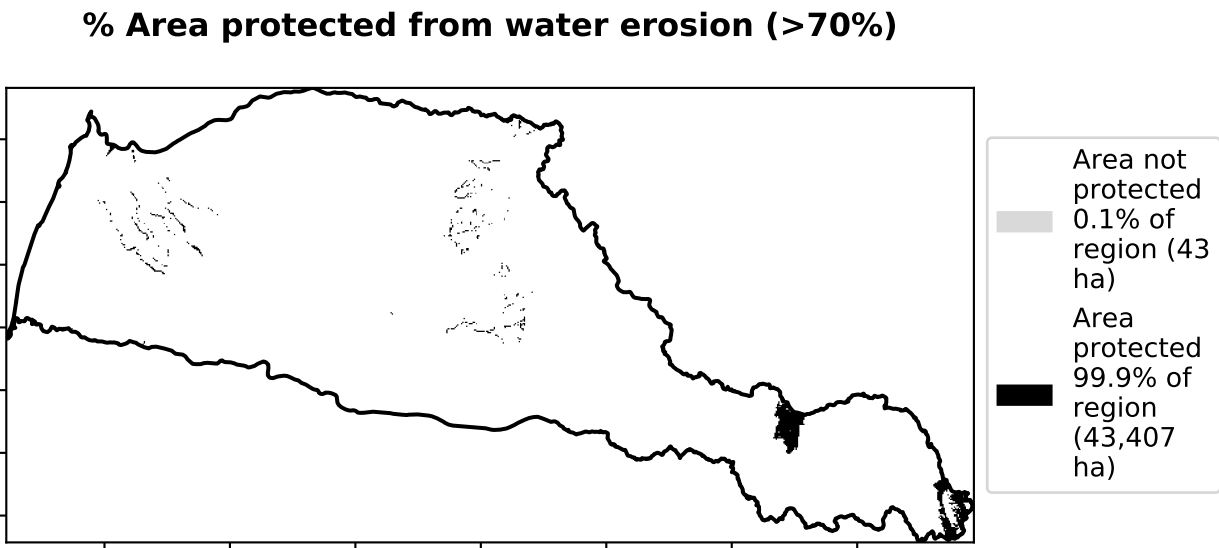 % Area protected from water erosion (>70%)
Area not
protected
0.1% of
region (43
ha)
Area
protected
99.9% of
region
(43,407
ha)